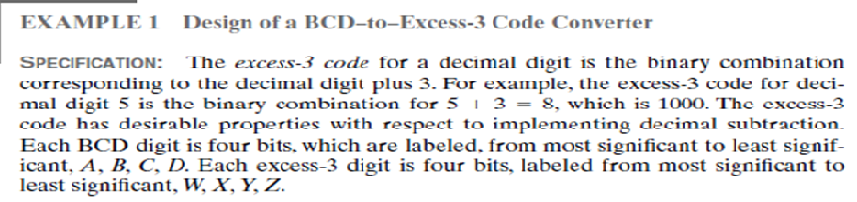 EXAMPLE 1 Design of a BCD–to–Excess-3 Code Converter
SPECIFICATION: The excess-3 code for a decimal digit is the binary combination
corresponding to the decimal digit plus 3. For example, the excess-3 code for deci-
mal digit 5 is the binary combination for 5 + 3 = 8, which is 1000. The excess-3
code has desirable properties with respect to implementing decimal subtraction.
Each BCD digit is four bits, which are labeled, from most significant to least signif-
icant, A, B, C, D. Each excess-3 digit is four bits, labeled from most significant to
least significant, W, X, Y, Z.